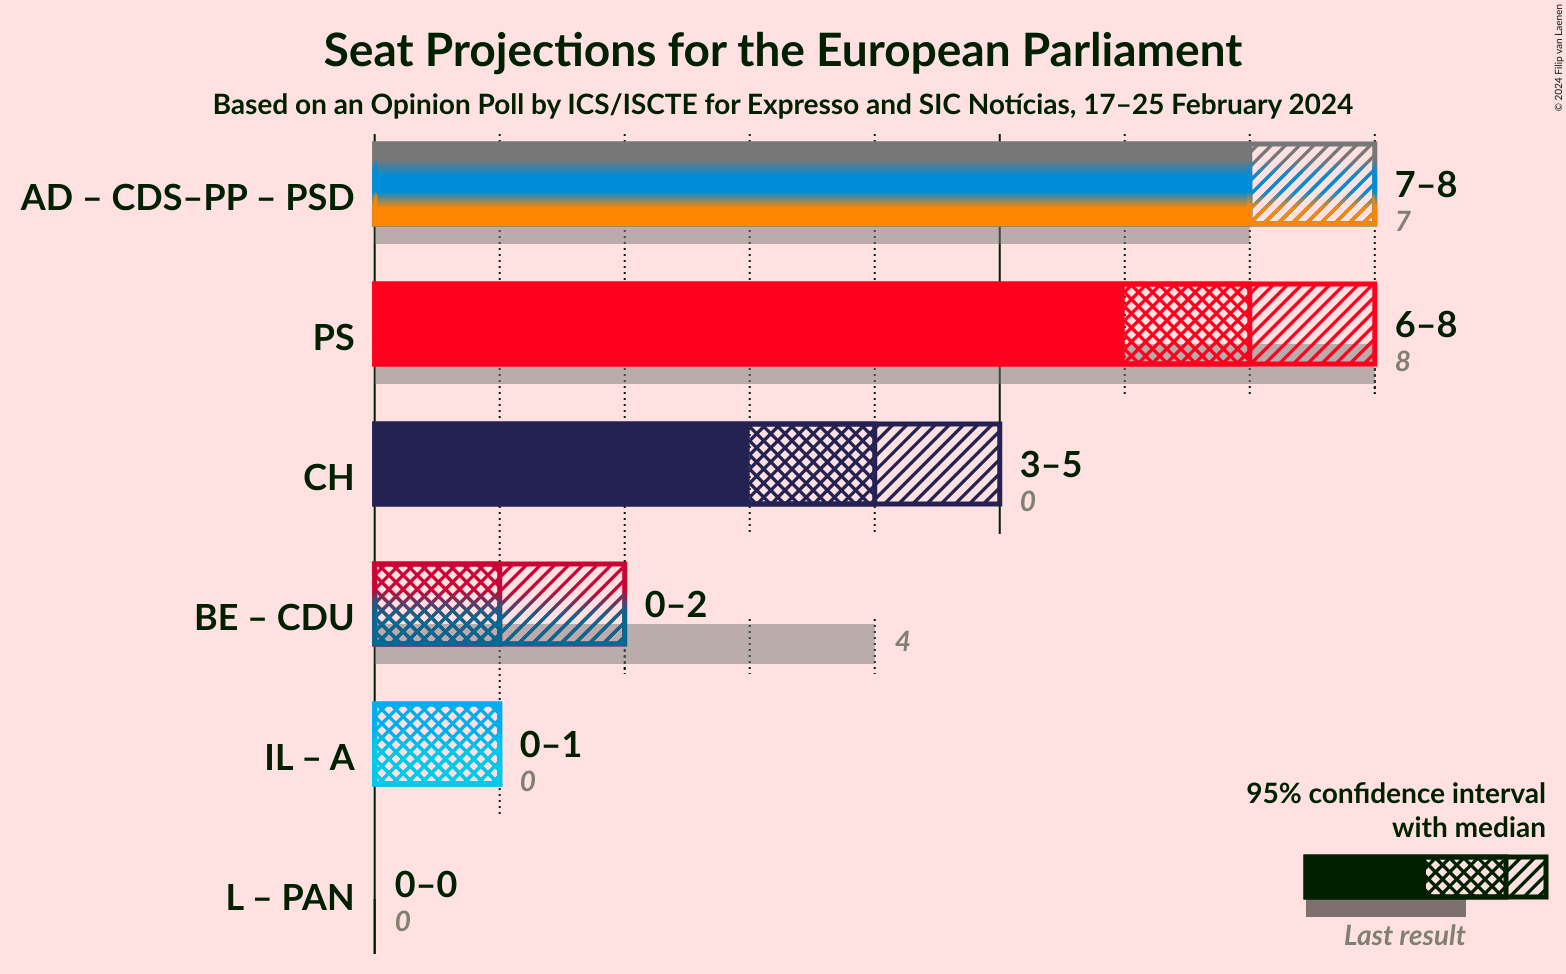 Seat Projections for the European Parliament
Based on an Opinion Poll by ICS/ISCTE for Expresso and SIC Notícias, 17–25 February 2024
© 2024 Filip van Laenen
AD – CDS–PP – PSD
7–8
7
PS
6–8
8
CH
3–5
0
BE – CDU
0–2
4
IL – A
0–1
0
L – PAN
0–0
0
95% confidence interval
with median
Last result